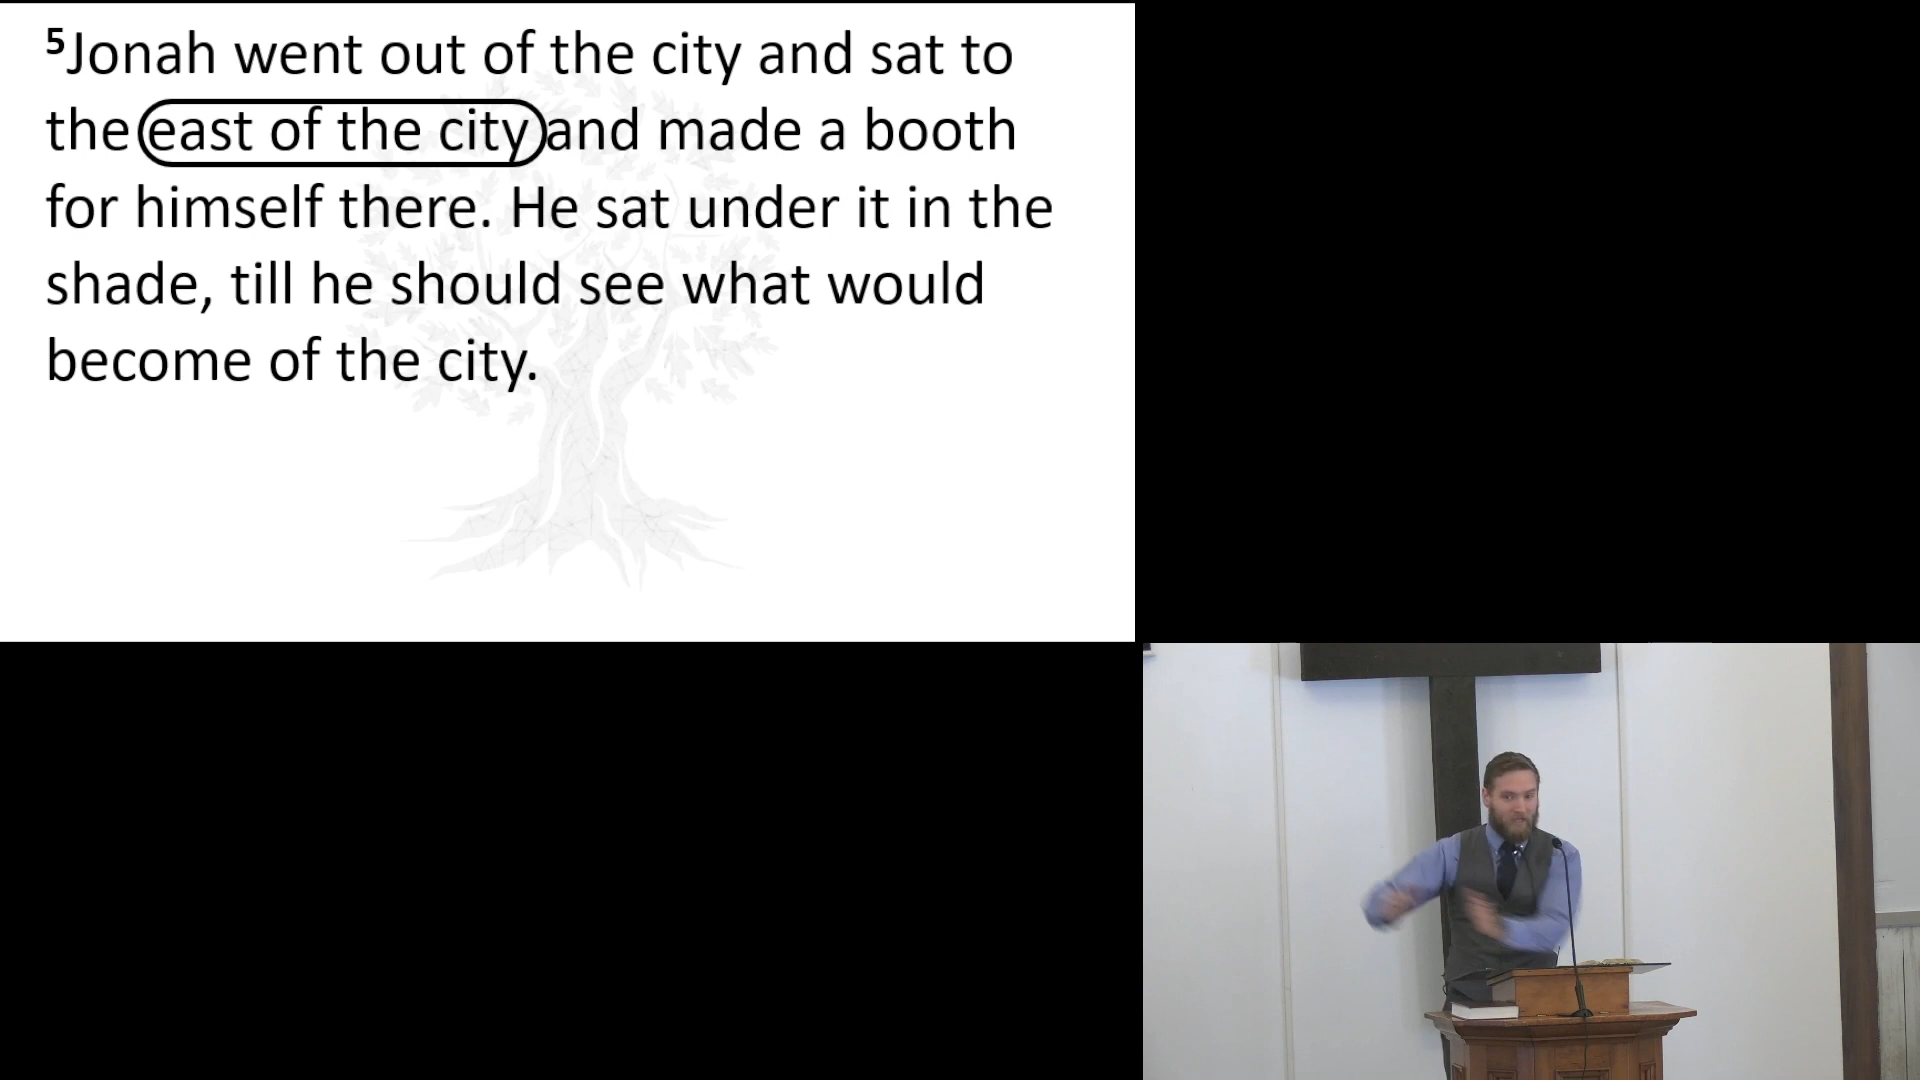 5Jonah went out of the city and sat to
the east of the city and made a booth
for himself there. He sat under it in the
shade, till he should see what would
become of the city.